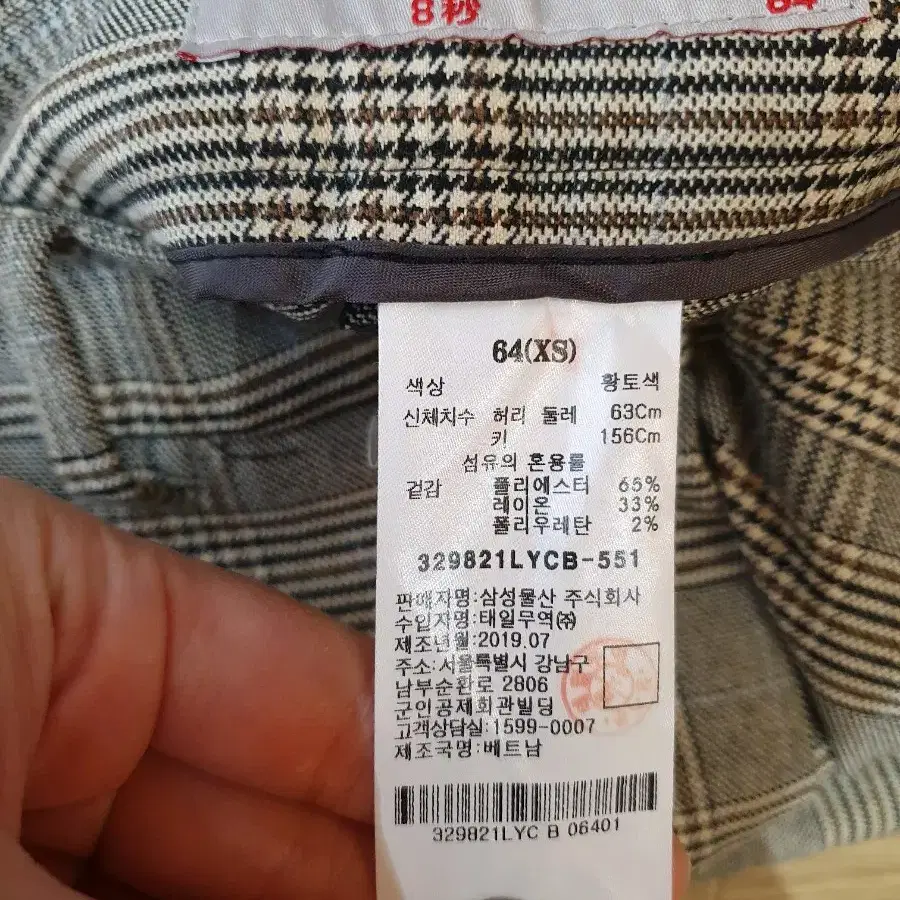 8秒 64
64(XS)
색상 황토색
신체치수 허리 둘레 63Cm
키 156Cm
섬유의 혼용률
겉감 폴리에스터 65%
레이온 33%
폴리우레탄 2%
329821LYCB-551
판매자명:삼성물산 주식회사
수입자명:태일무역㈜
제조년월:2019.07
주소:서울특별시 강남구
남부순환로 2806
군인공제회관빌딩
고객상담실:1599-0007
제조국명:베트남
329821LYC B 06401